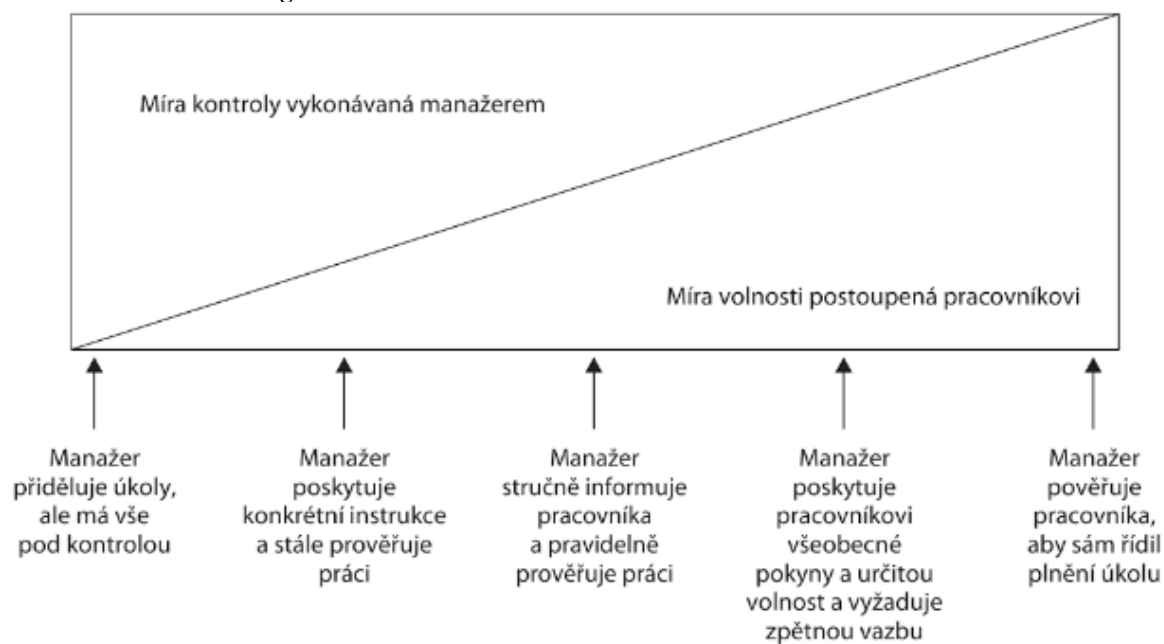 Míra kontroly vykonávaná manažerem
Míra volnosti postoupená pracovníkovi
Manažer
přiděluje úkoly,
ale má vše
pod kontrolou
Manažer
poskytuje
konkrétní instrukce
a stále prověřuje
práci
Manažer
stručně informuje
pracovníka
a pravidelně
prověřuje práci
Manažer
poskytuje
pracovníkovi
všeobecné
pokyny a určitou
volnost a vyžaduje
zpětnou vazbu
Manažer
pověřuje
pracovníka,
aby sám řídil
plnění úkolu